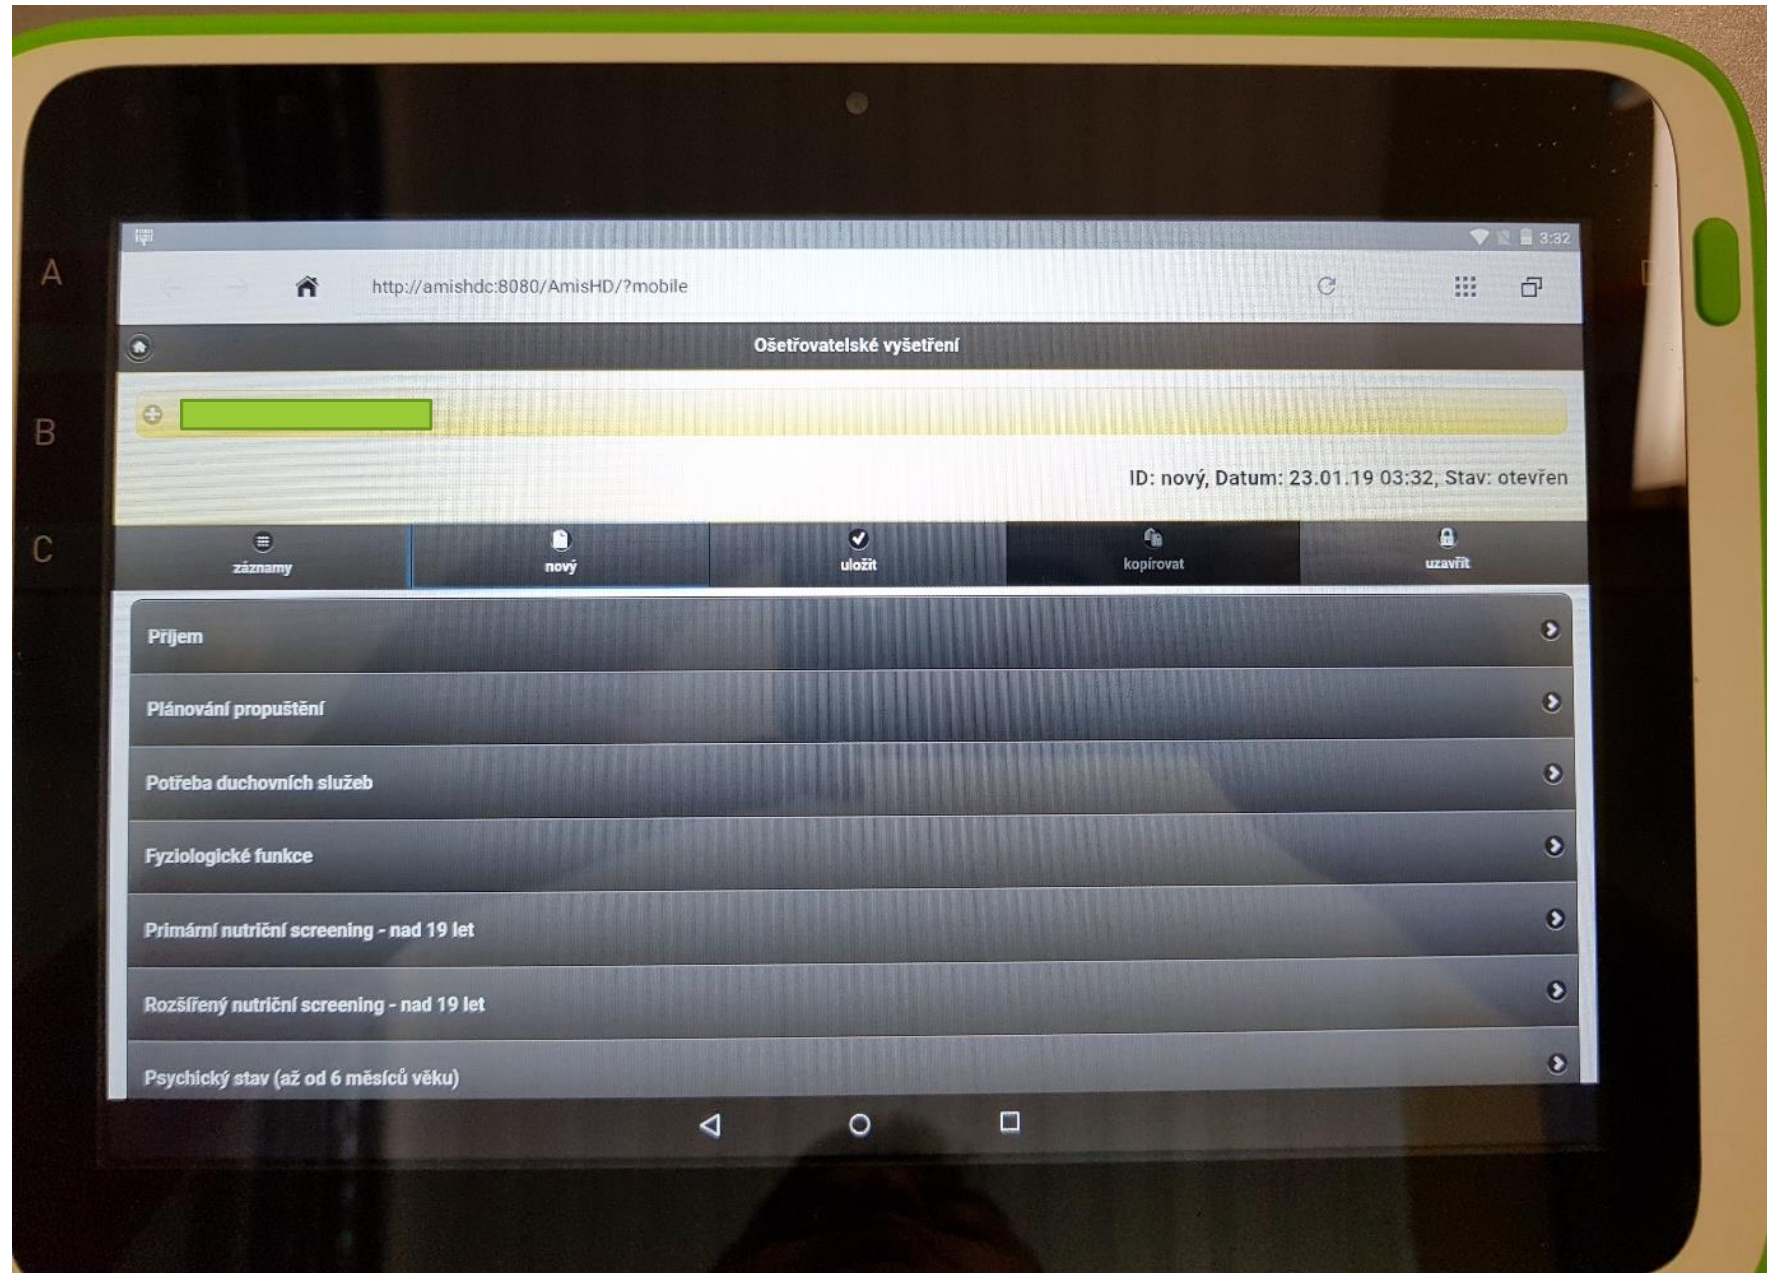 3:32
http://amishdc:8080/AmisHD/?mobile
Ošetřovatelské vyšetření
ID: nový, Datum: 23.01.19 03:32, Stav: otevřen
záznamy nový uložit kopírovat uzavřít
Příjem
Plánování propuštění
Potřeba duchovních služeb
Fyziologické funkce
Primární nutriční screening - nad 19 let
Rozšířený nutriční screening - nad 19 let
Psychický stav (až od 6 měsíců věku)
A
B
C